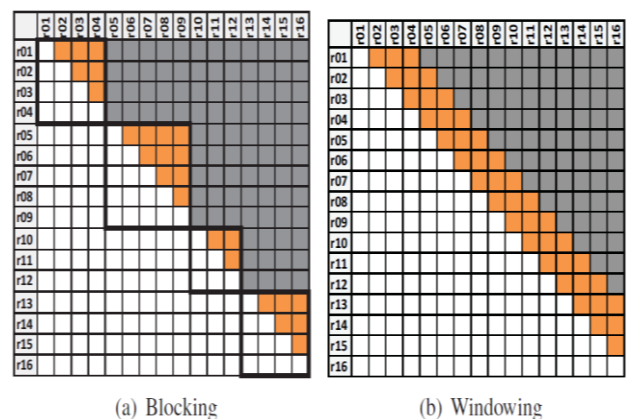 r01 r02 r03 r04 r05 r06 r07 r08 r09 r10 r11 r12 r13 r14 r15 r16
r01
r02
r03
r04
r05
r06
r07
r08
r09
r10
r11
r12
r13
r14
r15
r16
(a) Blocking
r01 r02 r03 r04 r05 r06 r07 r08 r09 r10 r11 r12 r13 r14 r15 r16
r01
r02
r03
r04
r05
r06
r07
r08
r09
r10
r11
r12
r13
r14
r15
r16
(b) Windowing